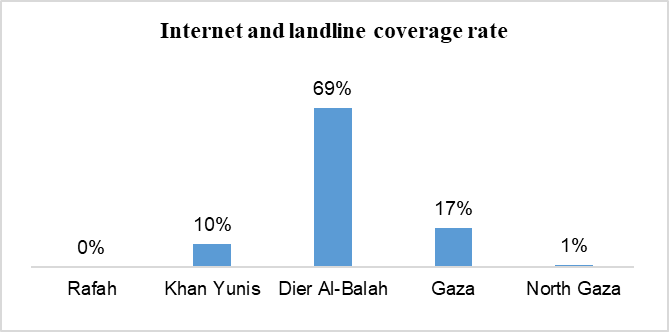 Internet and landline coverage rate
69%
17%
10%
1%
0%
Rafah Khan Yunis Dier Al-Balah Gaza North Gaza